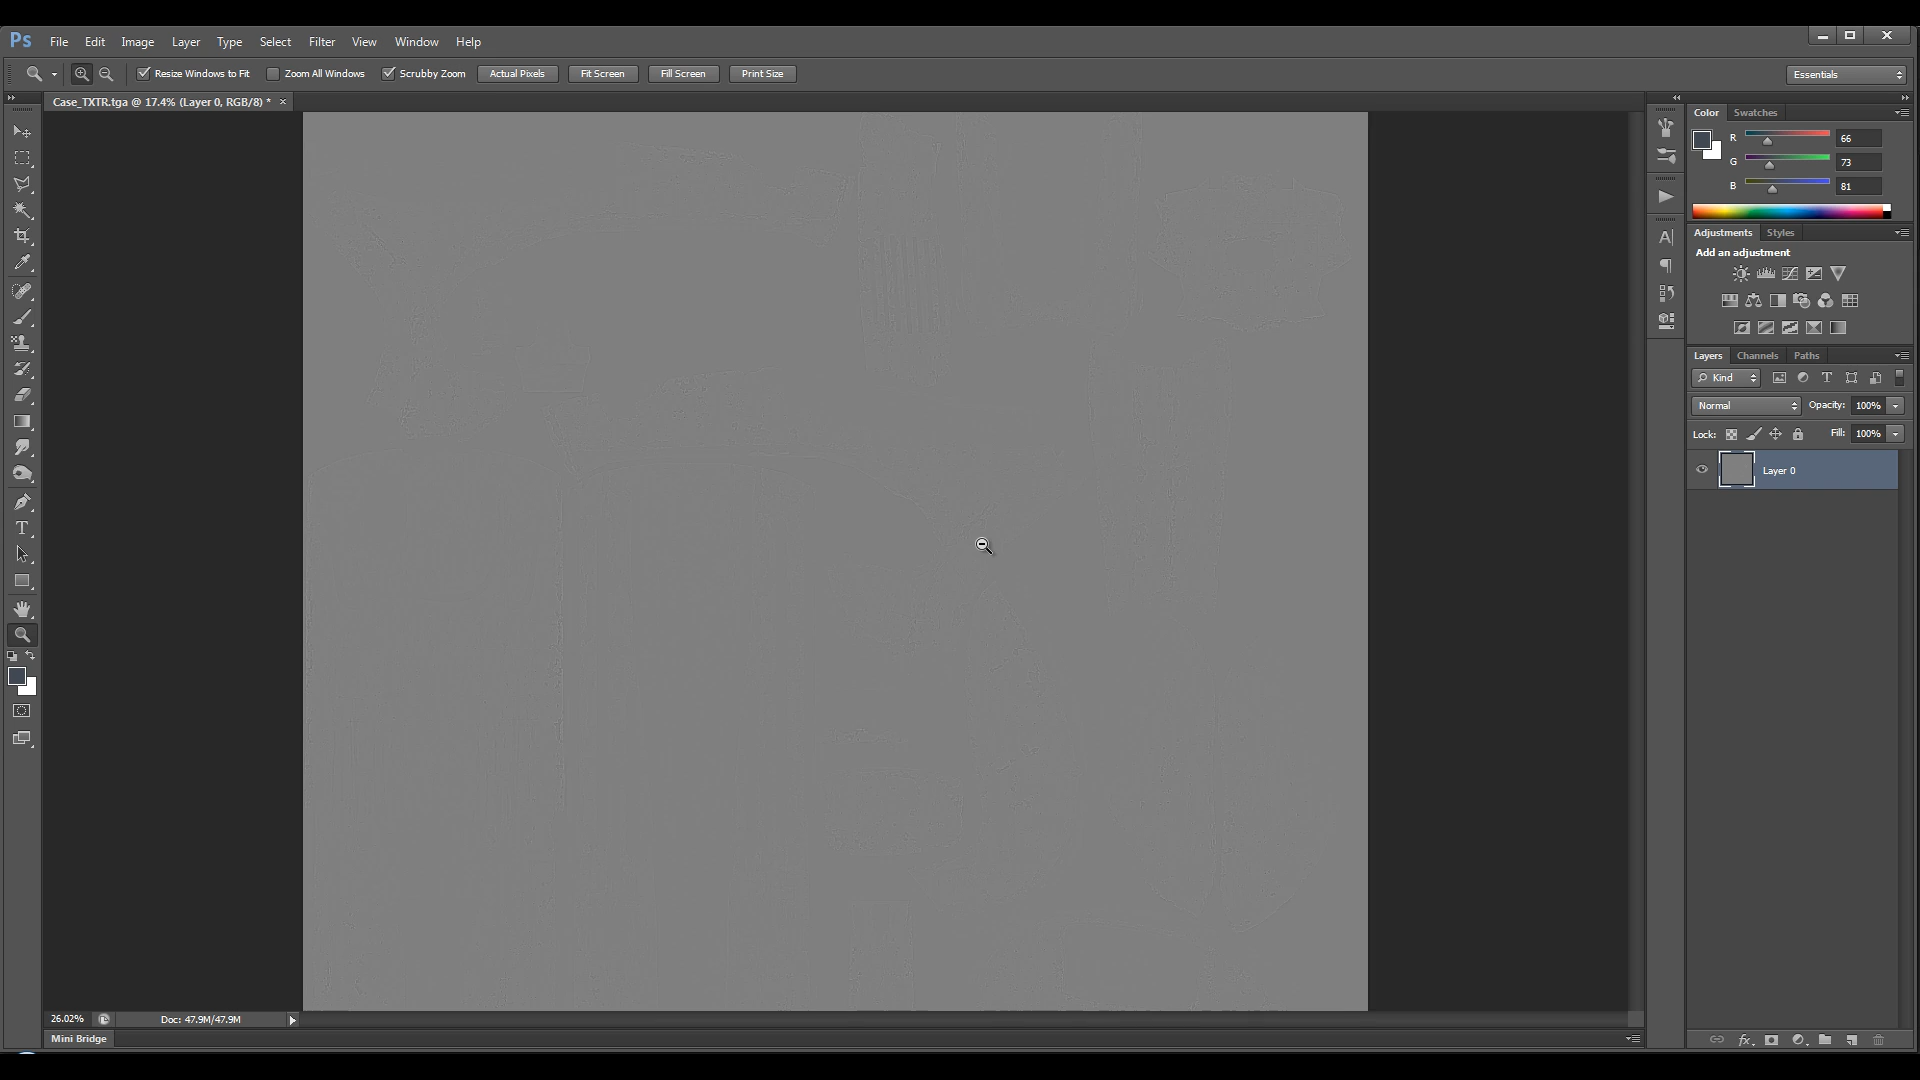 Ps File Edit Image Layer Type Select Filter View Window Help
Resize Windows to Fit Zoom All Windows Scrubby Zoom Actual Pixels Fit Screen Fill Screen Print Size Essentials
Case_TXTR.tga @ 17.4% (Layer 0, RGB/8) *
Color Swatches
R 66
G 73
B 81
Adjustments Styles
Add an adjustment
Layers Channels Paths
Kind
Normal Opacity: 100%
Lock: Fill: 100%
Layer 0
26.02% Doc: 47.9M/47.9M
Mini Bridge
fx